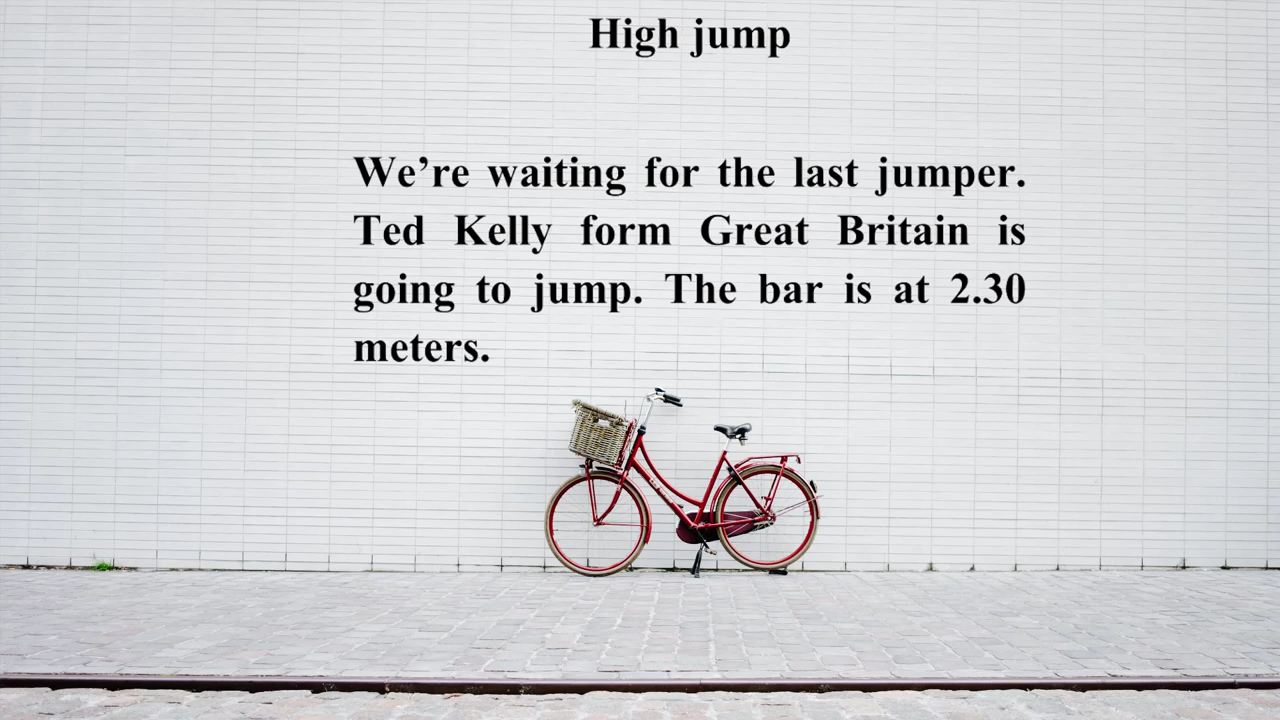 High jump
We’re waiting for the last jumper.
Ted Kelly form Great Britain is
going to jump. The bar is at 2.30
meters.